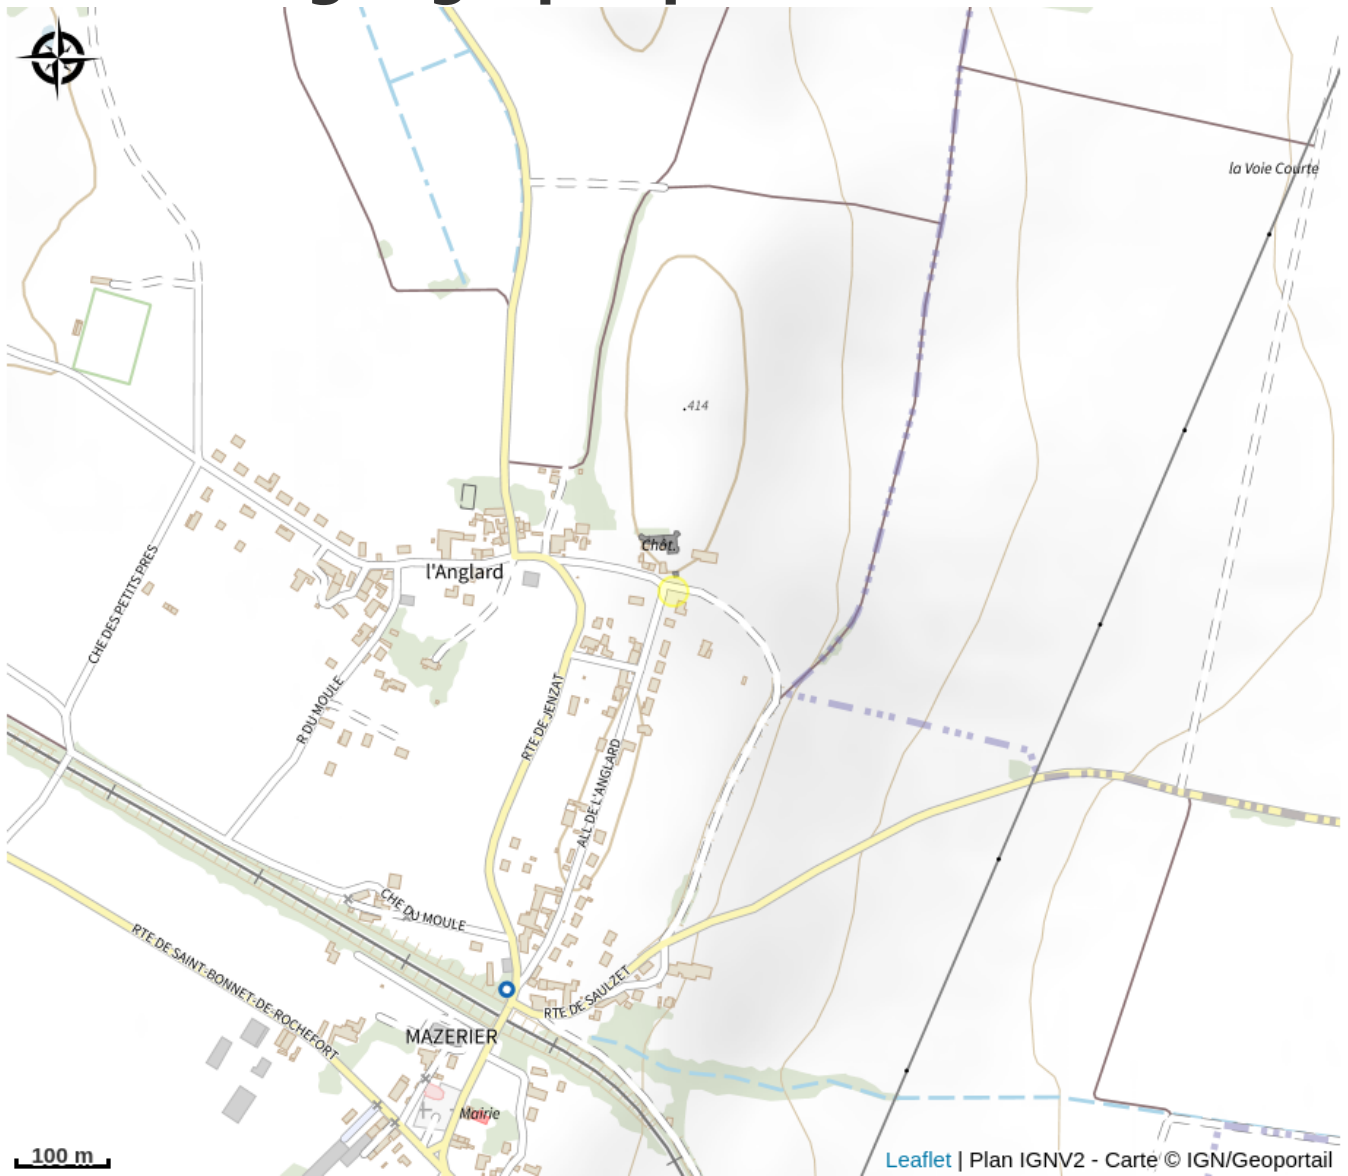 la Voie Courte
.414
Chât.
l'Anglard
CHE DES PETITS PRES
R DU MOULE
RTE DE JENZAT
ALL DE L'ANGLARD
CHE DU MOULE
RTE DE SAINT-BONNET-DE-ROCHEFORT
RTE DE SAULZET
MAZERIER
Mairie
100 m
Leaflet | Plan IGNV2 - Carte © IGN/Geoportail